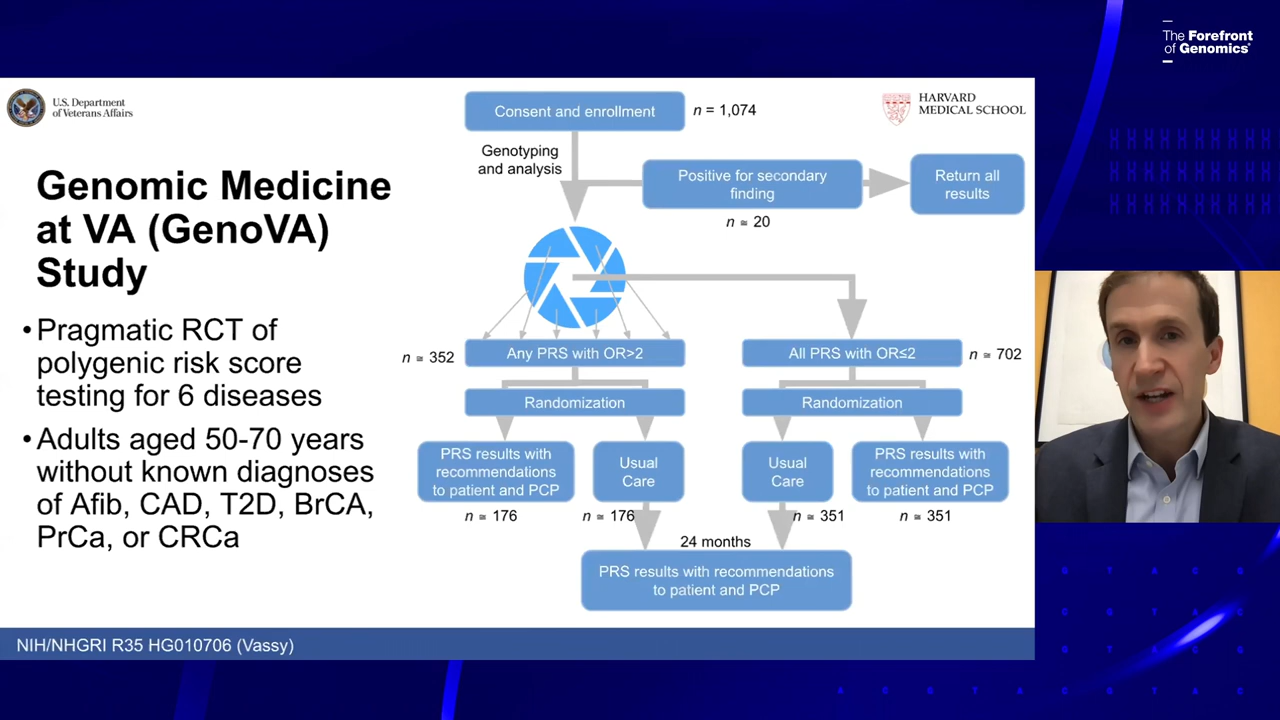 The Forefront
of Genomics®
U.S. Department
of Veterans Affairs
HARVARD
MEDICAL SCHOOL
Genomic Medicine
at VA (GenoVA)
Study
•Pragmatic RCT of
polygenic risk score
testing for 6 diseases
•Adults aged 50-70 years
without known diagnoses
of Afib, CAD, T2D, BrCA,
PrCa, or CRCa
Consent and enrollment
n = 1,074
Genotyping
and analysis
Positive for secondary
finding
n ≅ 20
Return all
results
n ≅ 352
Any PRS with OR>2
All PRS with OR≤2
n ≅ 702
Randomization
Randomization
PRS results with
recommendations
to patient and PCP
Usual
Care
Usual
Care
PRS results with
recommendations
to patient and PCP
n ≅ 176
n ≅ 176
n ≅ 351
n ≅ 351
24 months
PRS results with recommendations
to patient and PCP
NIH/NHGRI R35 HG010706 (Vassy)